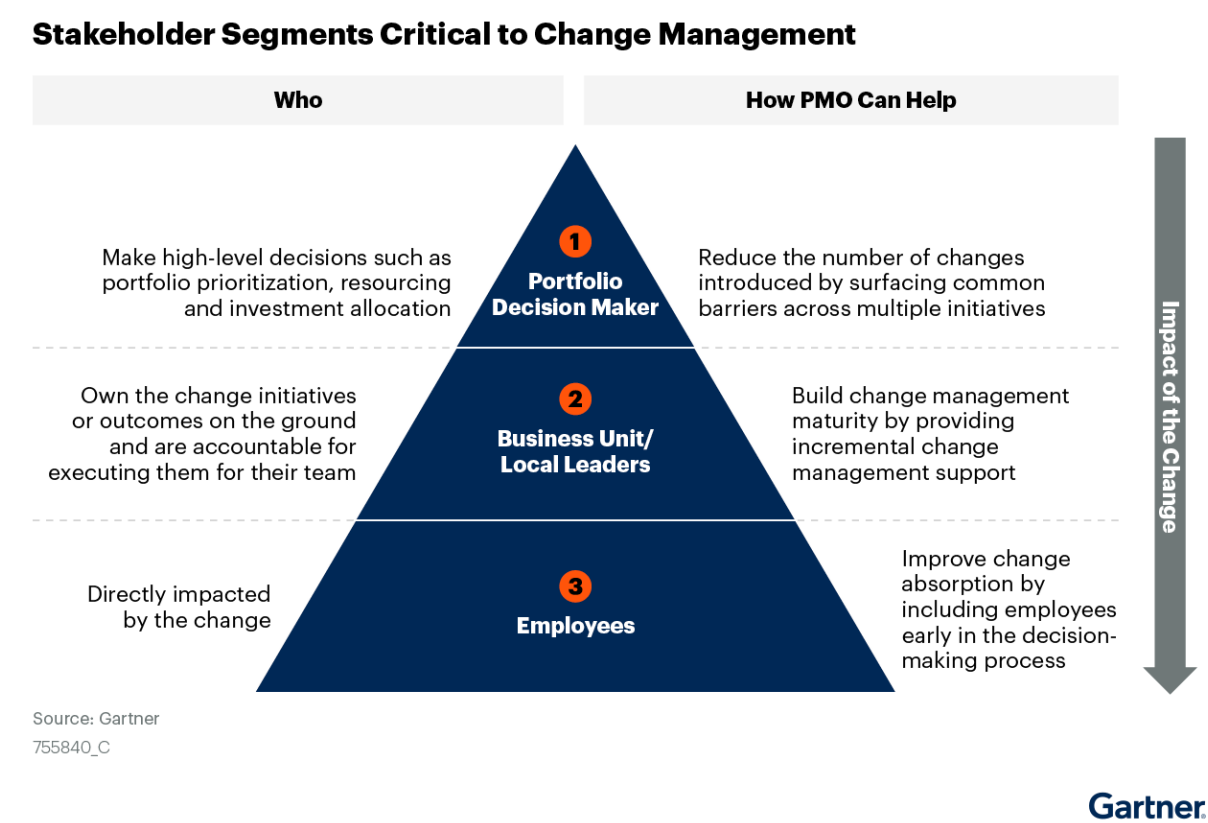 Stakeholder Segments Critical to Change Management
Who
How PMO Can Help
Make high-level decisions such as
portfolio prioritization, resourcing
and investment allocation
1
Portfolio
Decision Maker
Reduce the number of changes
introduced by surfacing common
barriers across multiple initiatives
Own the change initiatives
or outcomes on the ground
and are accountable for
executing them for their team
2
Business Unit/
Local Leaders
Build change management
maturity by providing
incremental change
management support
Directly impacted
by the change
3
Employees
Improve change
absorption by
including employees
early in the decision-
making process
Impact of the Change
Source: Gartner
755840_C
Gartner®